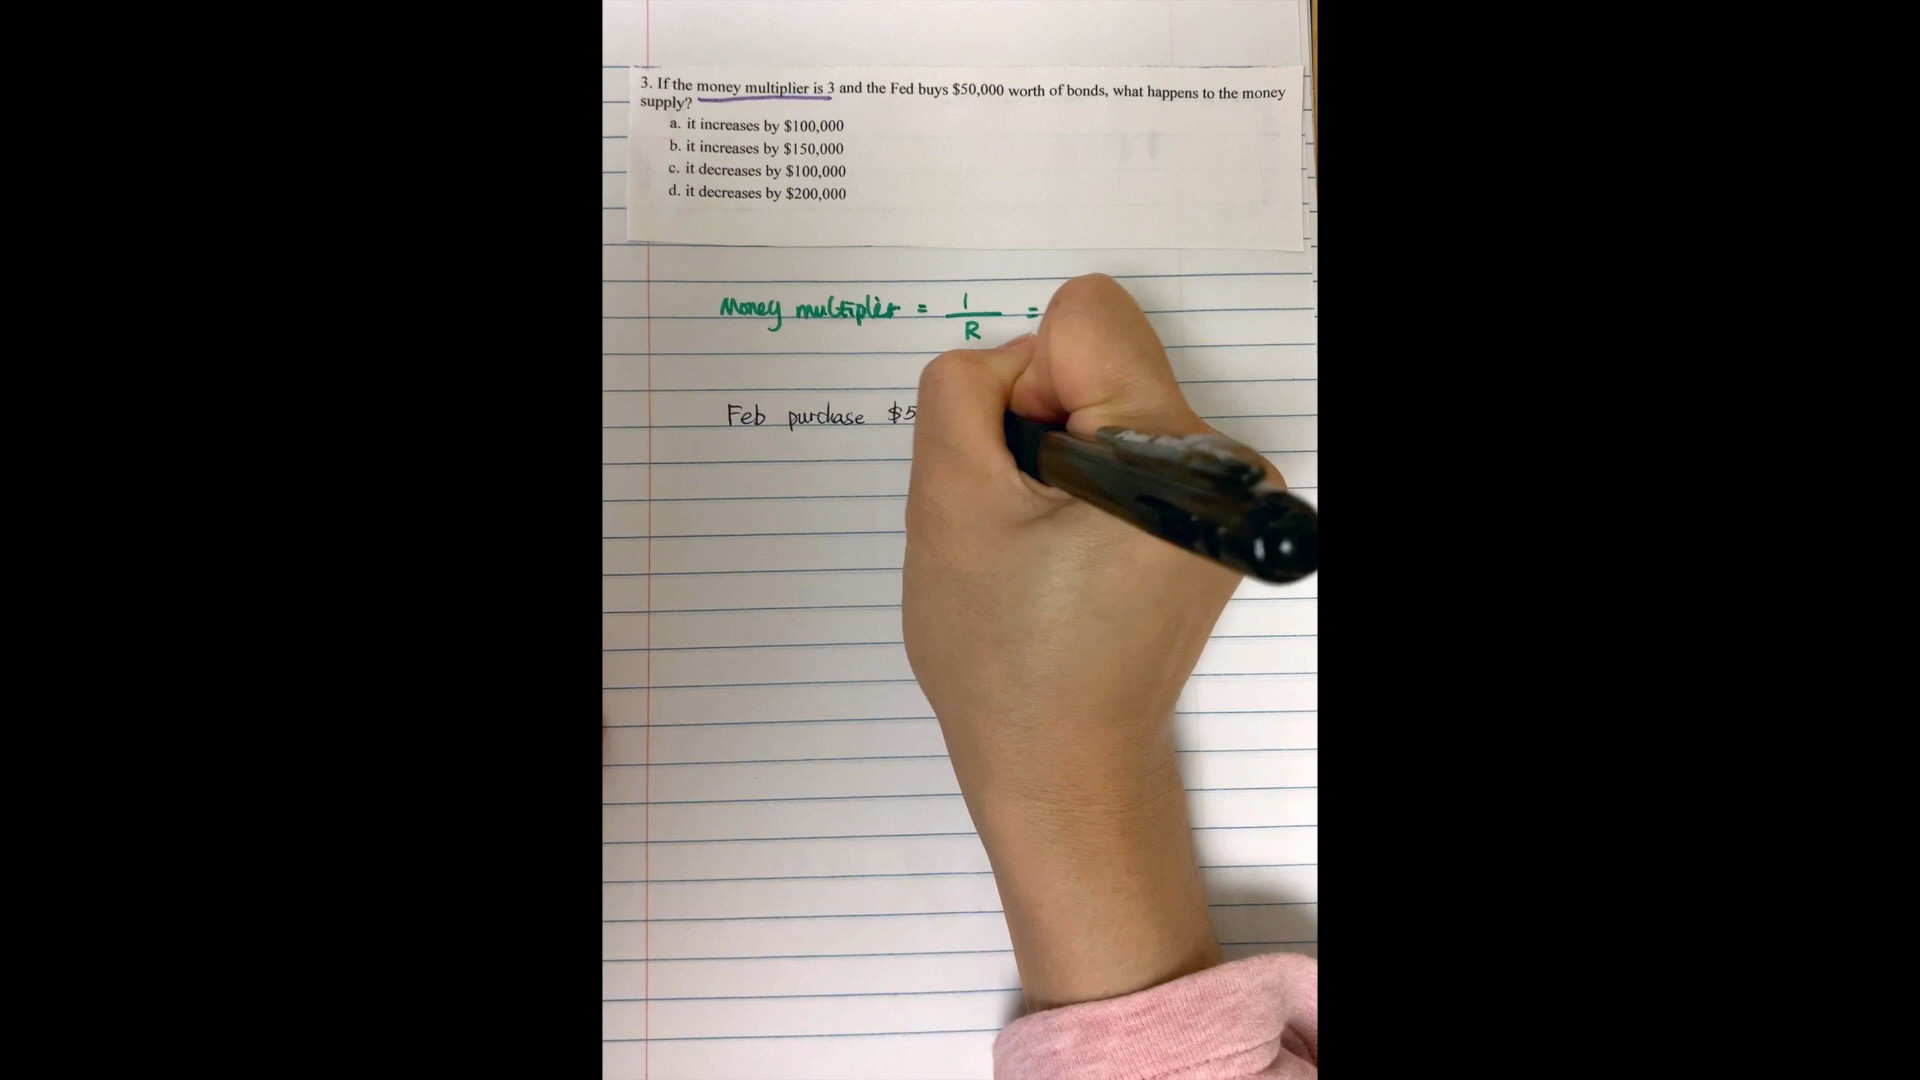 3. If the money multiplier is 3 and the Fed buys $50,000 worth of bonds, what happens to the money
supply?
a. it increases by $100,000
b. it increases by $150,000
c. it decreases by $100,000
d. it decreases by $200,000
Money multiplier = 1/R =
Feb purchase $5